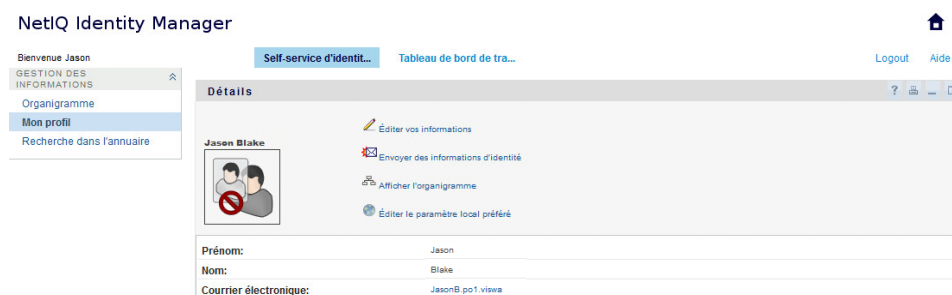 NetIQ Identity Manager
Bienvenue Jason
Self-service d'identit...
Tableau de bord de tra...
Logout
Aide
GESTION DES
INFORMATIONS
Organigramme
Mon profil
Recherche dans l'annuaire
Détails
?
Jason Blake
Éditer vos informations
Envoyer des informations d'identité
Afficher l'organigramme
Éditer le paramètre local préféré
Prénom: Jason
Nom: Blake
Courrier électronique: JasonB.po1.viswa